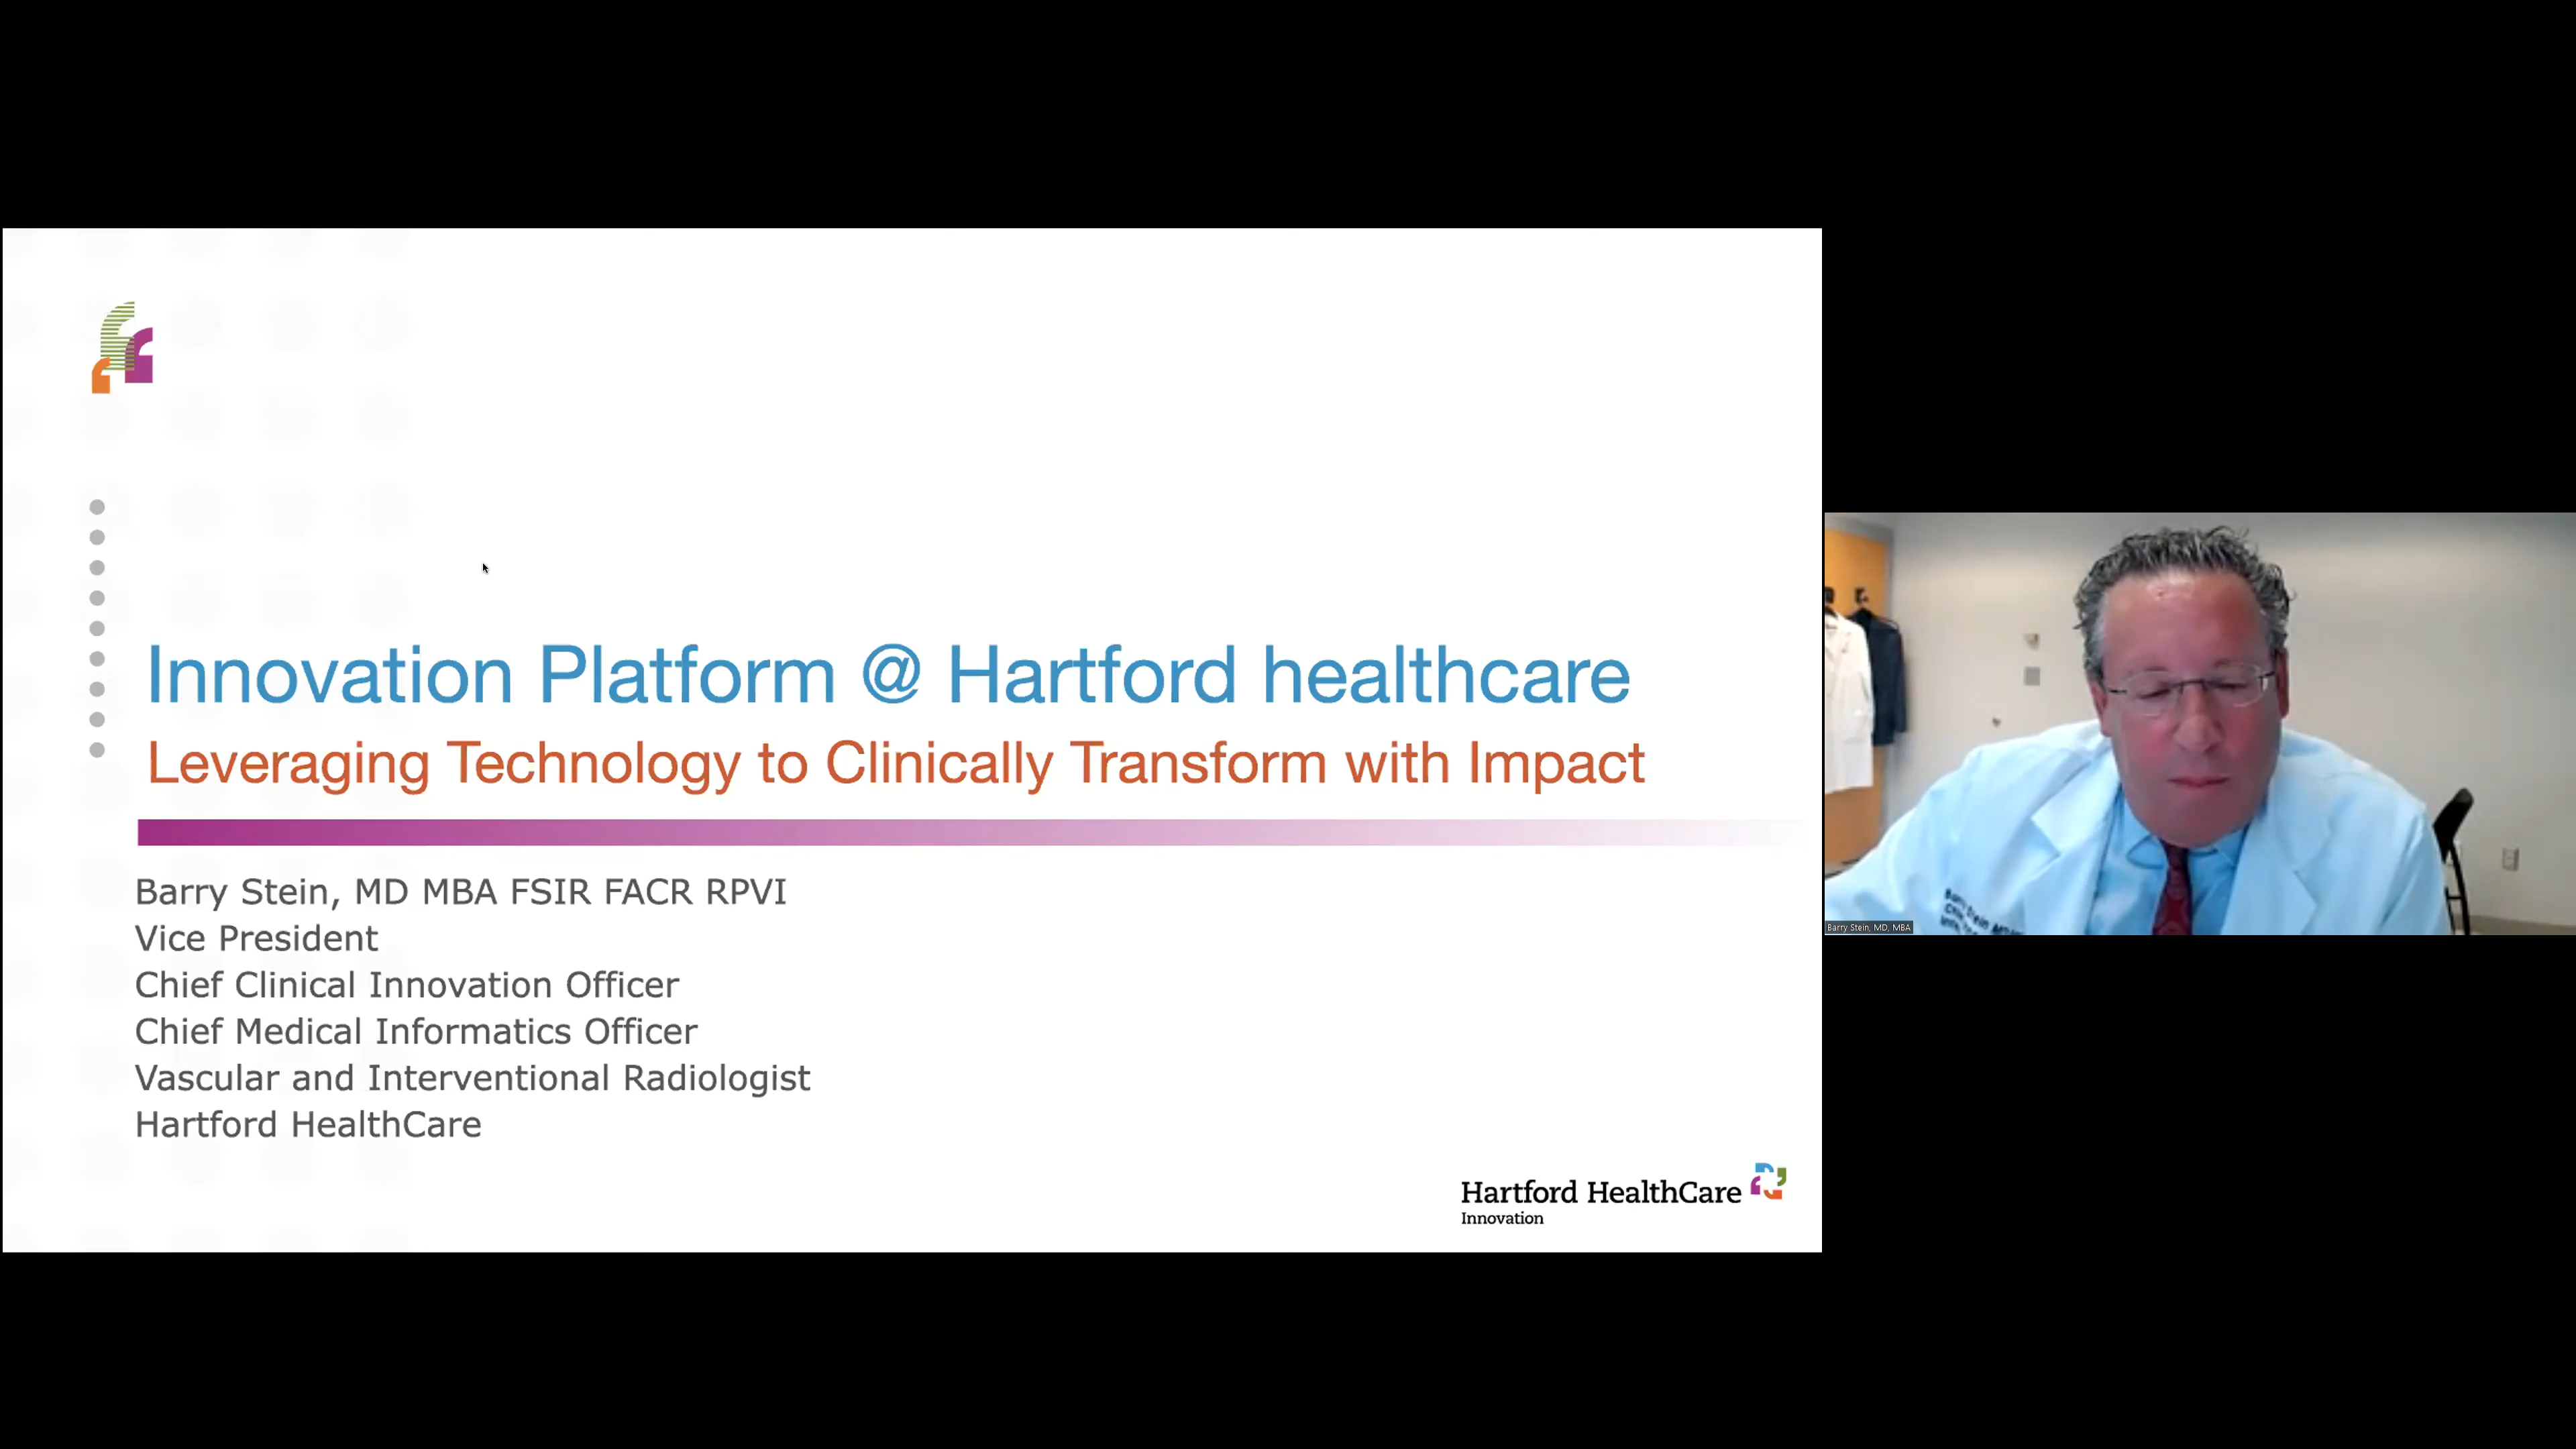 Innovation Platform @ Hartford healthcare
Leveraging Technology to Clinically Transform with Impact
Barry Stein, MD MBA FSIR FACR RPVI
Vice President
Chief Clinical Innovation Officer
Chief Medical Informatics Officer
Vascular and Interventional Radiologist
Hartford HealthCare
Hartford HealthCare
Innovation
Barry Stein, MD, MBA